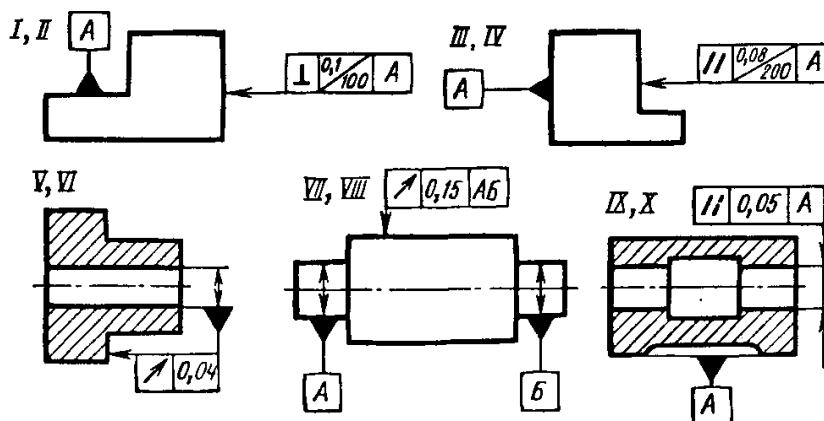 I, II
А
⊥ 0,1/100 А
III, IV
А
// 0,08/200 А
V, VI
↗ 0,04
VII, VIII
↗ 0,15 АБ
А
Б
IX, X
// 0,05 А
А